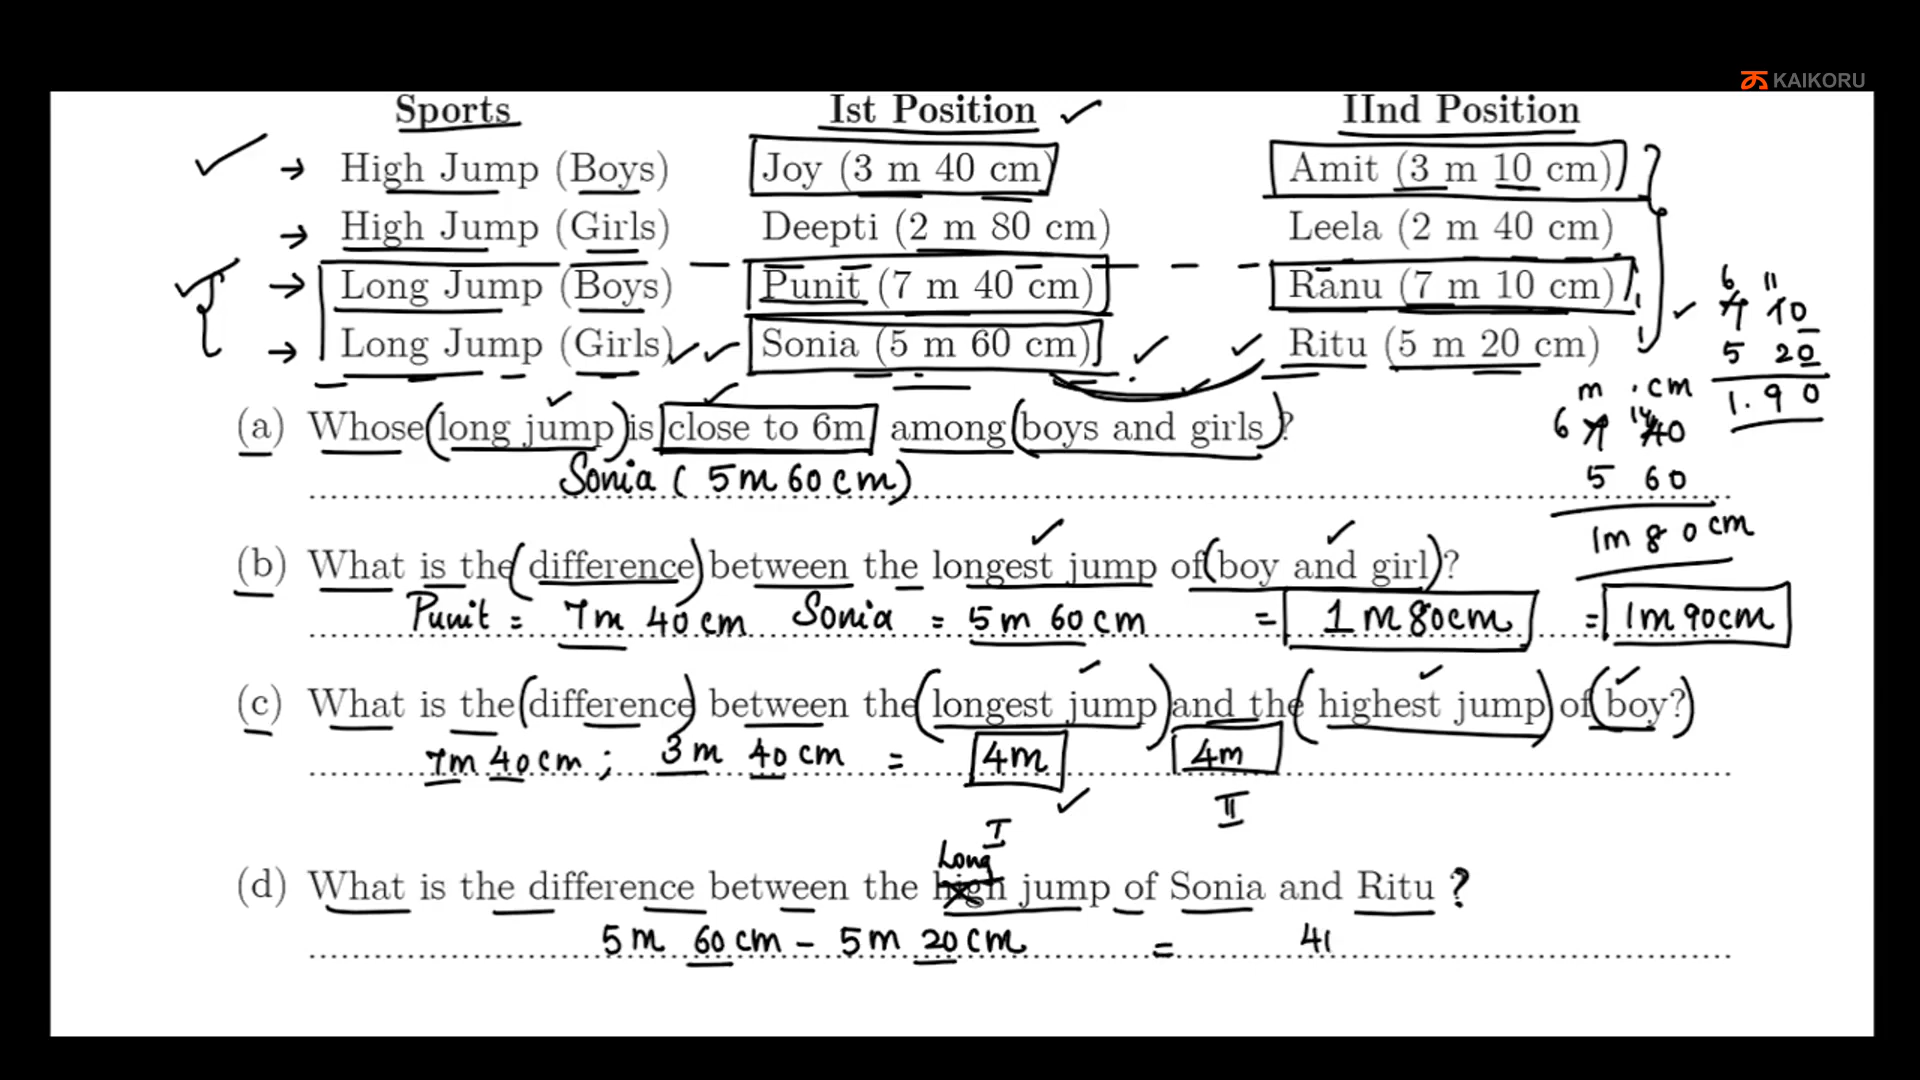 KAIKORU
Sports Ist Position IInd Position
High Jump (Boys) Joy (3 m 40 cm) Amit (3 m 10 cm)
High Jump (Girls) Deepti (2 m 80 cm) Leela (2 m 40 cm)
Long Jump (Boys) Punit (7 m 40 cm) Ranu (7 m 10 cm)
Long Jump (Girls) Sonia (5 m 60 cm) Ritu (5 m 20 cm)
6 11
7 10
5 20
1.90
m . cm
(a) Whose (long jump) is close to 6m among (boys and girls)?
6 7 14 40
Sonia (5m 60cm)
5 60
1m 80 cm
(b) What is the (difference) between the longest jump of (boy and girl)?
Punit = 7m 40cm Sonia = 5m 60cm = 1m 80cm = 1m 90cm
(c) What is the (difference) between the (longest jump) and the (highest jump) of (boy?)
7m 40cm ; 3m 40cm = 4m 4m
I II
Long
(d) What is the difference between the high jump of Sonia and Ritu ?
5m 60cm - 5m 20cm = 4